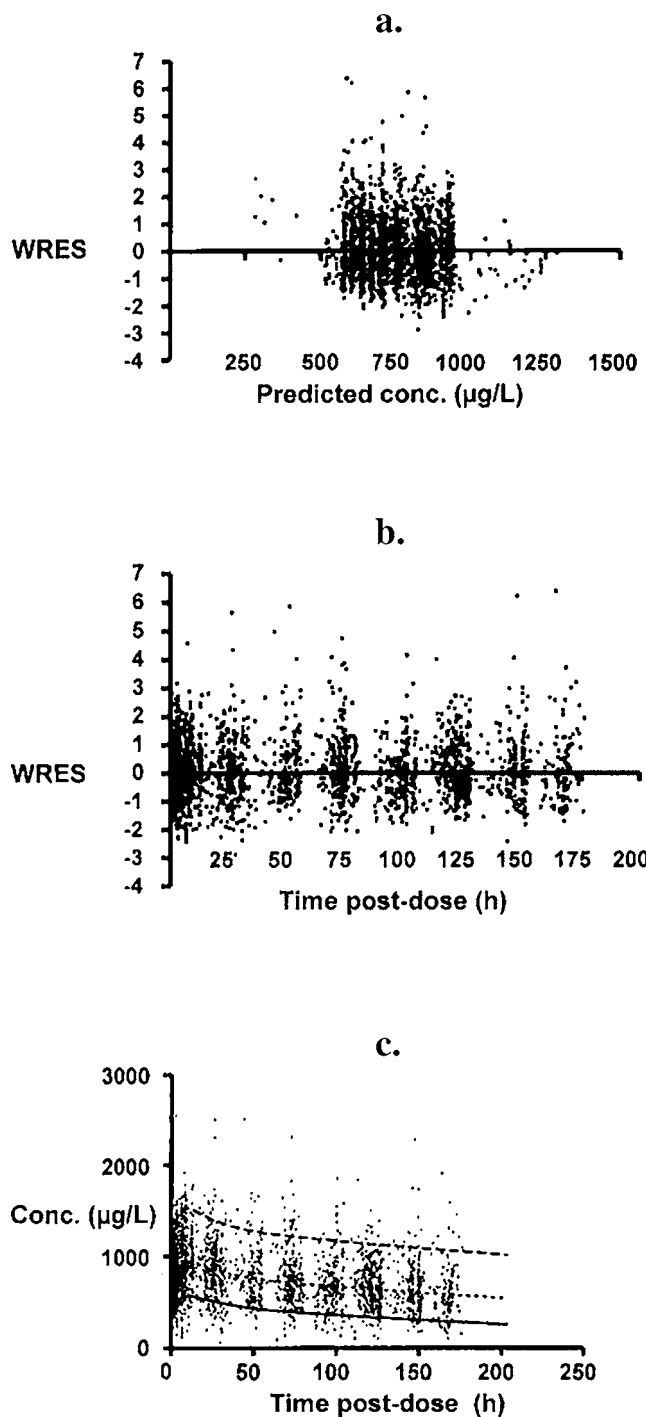 a.
7
6
5
4
3
2
1
WRES 0
-1
-2
-3
-4
250 500 750 1000 1250 1500
Predicted conc. (µg/L)
b.
7
6
5
4
3
2
1
WRES 0
-1
-2
-3
-4
25 50 75 100 125 150 175 200
Time post-dose (h)
c.
3000
2000
Conc. (µg/L)
1000
0
0 50 100 150 200 250
Time post-dose (h)